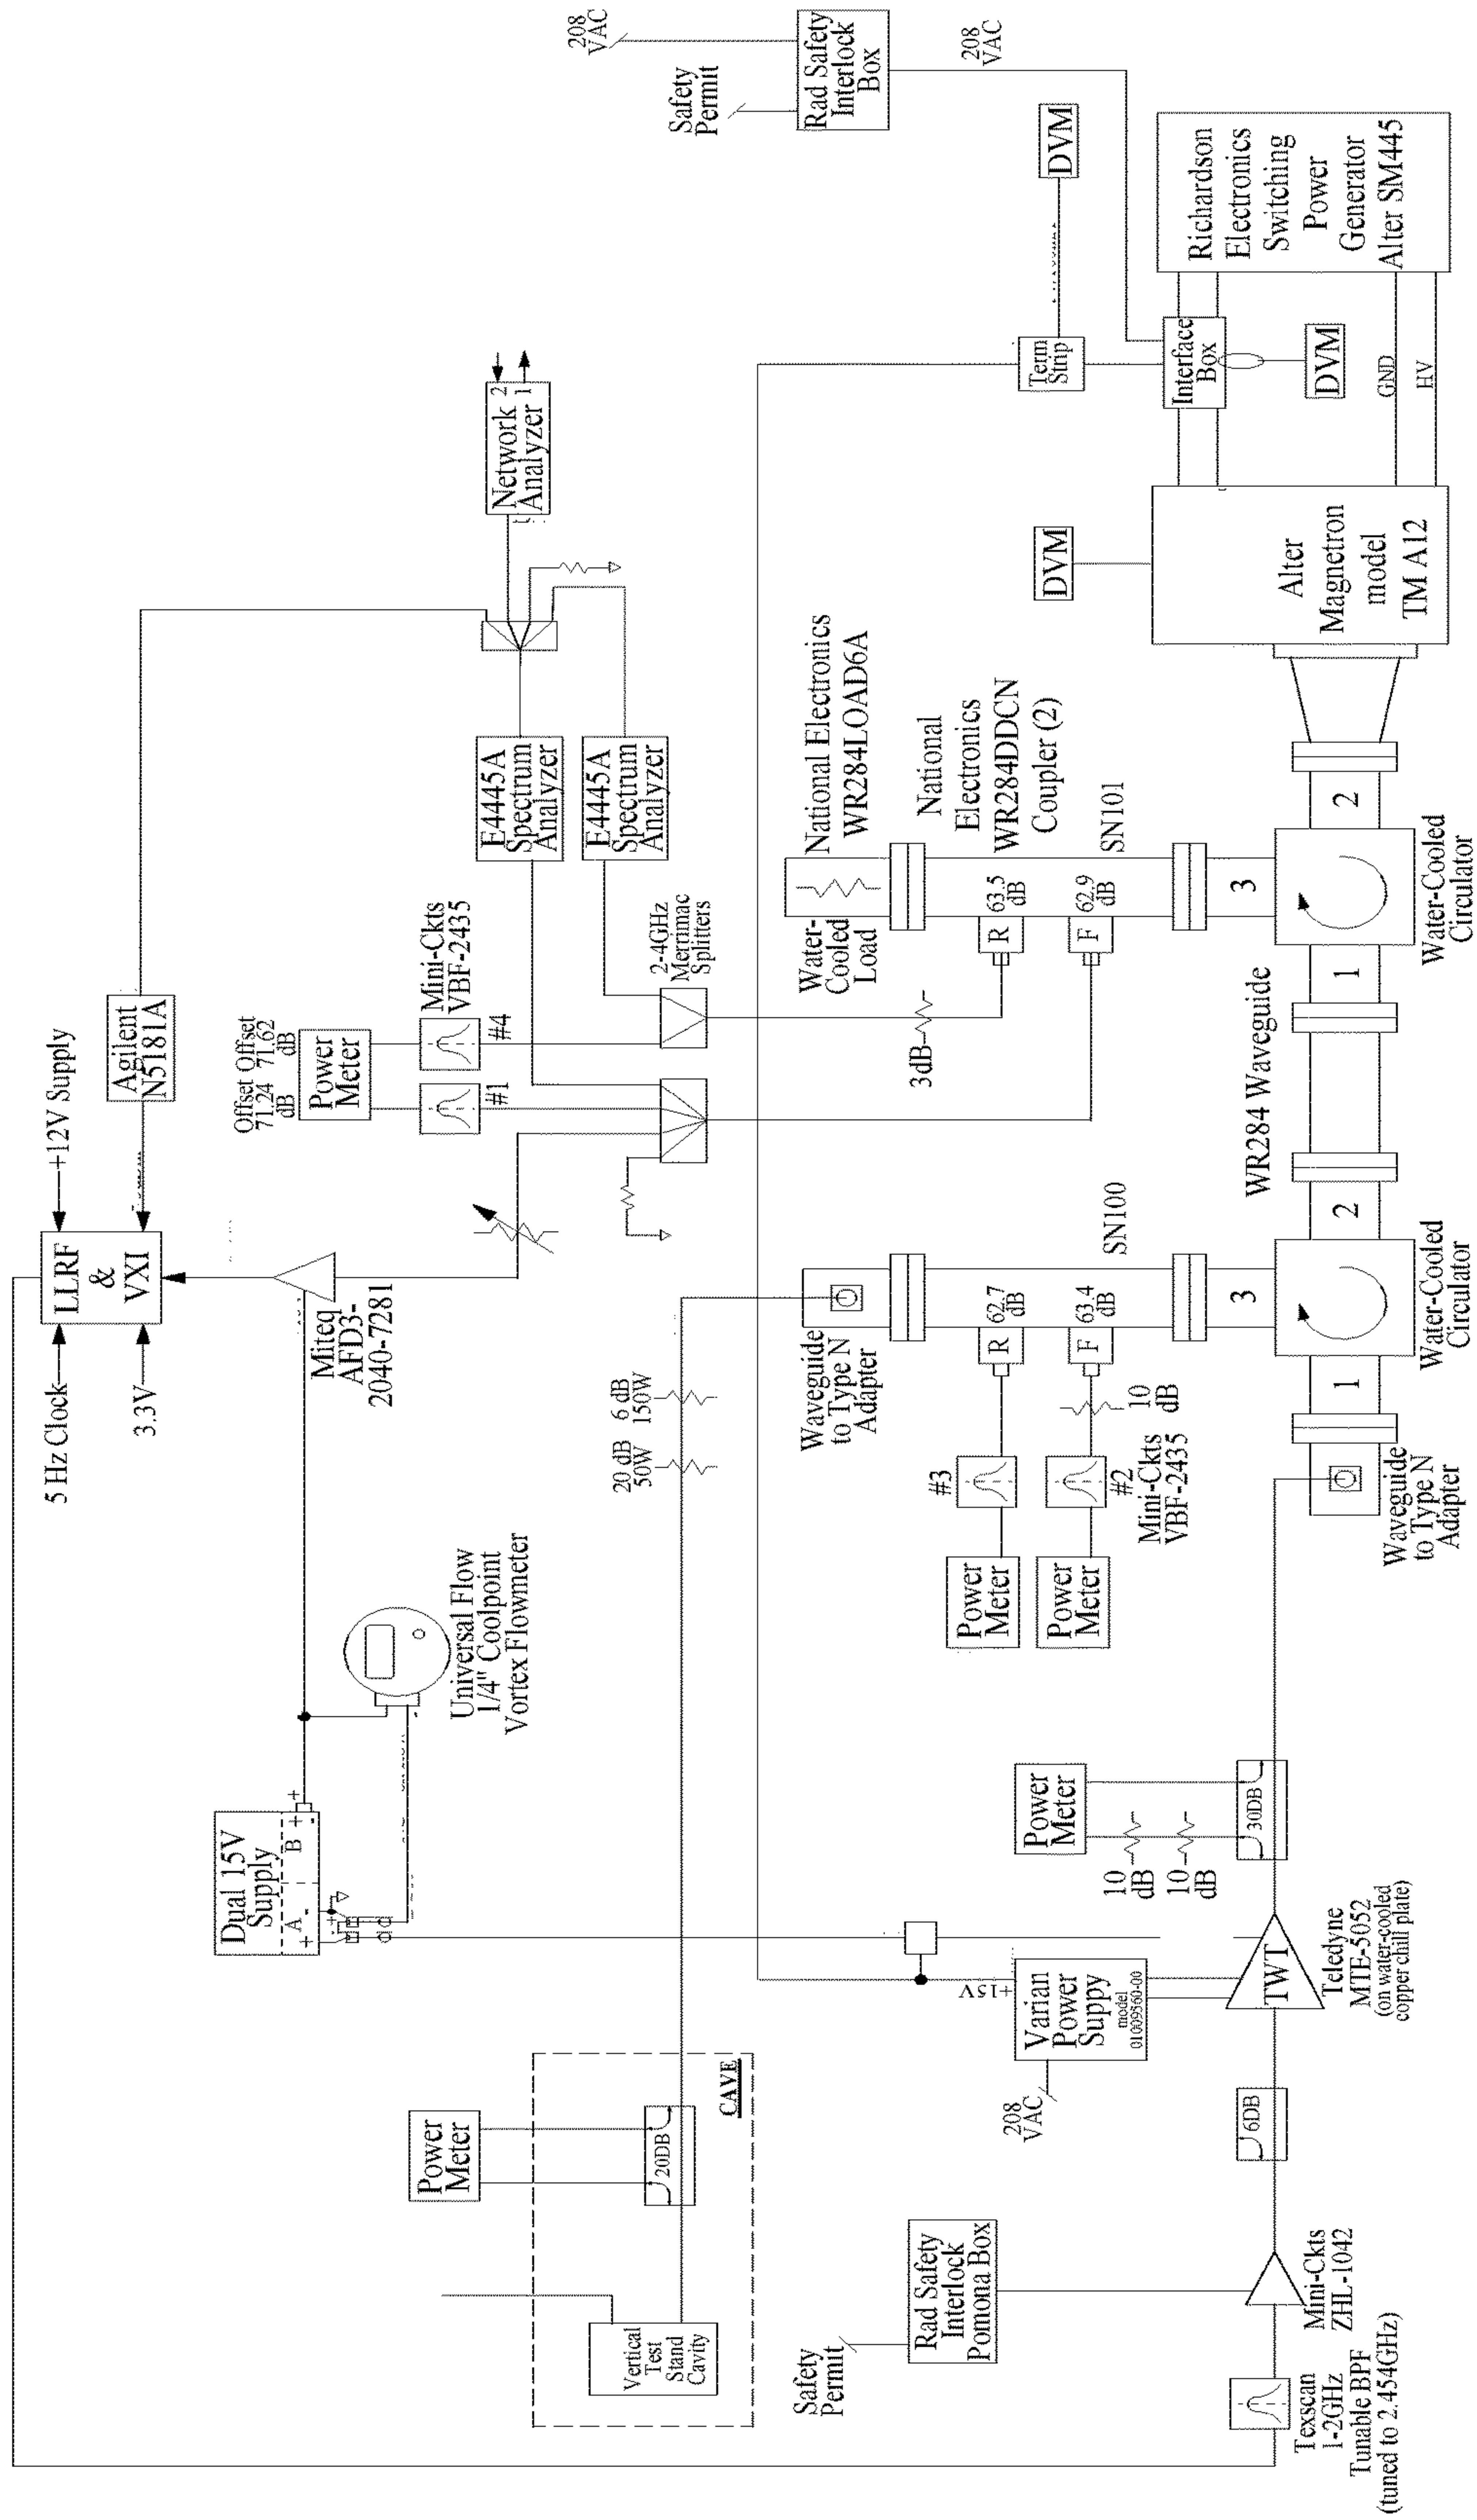 5 Hz Clock
3.3V
LLRF
&
VXI
+12V Supply
Agilent
N5181A
Miteq
AFD3-
2040-7281
Dual 15V
Supply
A
B
+
-
+
+
+
Universal Flow
1/4" Coolpoint
Vortex Flowmeter
Offset
71.24
dB
Offset
71.62
dB
Power
Meter
Mini-Ckts
VBF-2435
#1
#4
2-4GHz
Merrimac
Splitters
E4445A
Spectrum
Analyzer
E4445A
Spectrum
Analyzer
Network 2
Analyzer 1
208
VAC
Safety
Permit
Rad Safety
Interlock
Box
208
VAC
Power
Meter
20DB
CAVE
Vertical
Test
Stand
Cavity
20 dB
50W
6 dB
150W
Waveguide
to Type N
Adapter
R
62.7
dB
F
63.4
dB
SN100
10
dB
#3
#2
Mini-Ckts
VBF-2435
Power
Meter
Power
Meter
3dB
Water-
Cooled
Load
National Electronics
WR284LOAD6A
R
63.5
dB
F
62.9
dB
National
Electronics
WR284DDCN
Coupler (2)
SN101
Term
Strip
DVM
DVM
DVM
Interface
Box
Richardson
Electronics
Switching
Power
Generator
Alter SM445
GND
HV
Alter
Magnetron
model
TM A12
Safety
Permit
Rad Safety
Interlock
Pomona Box
208
VAC
+15V
Varian
Power
Suppy
model
01009560-00
Power
Meter
10
dB
10
dB
30DB
Texscan
1-2GHz
Tunable BPF
(tuned to 2.454GHz)
Mini-Ckts
ZHL-1042
6DB
TWT
Teledyne
MTE-5052
(on water-cooled
copper chill plate)
Waveguide
to Type N
Adapter
1
3
2
Water-Cooled
Circulator
WR284 Waveguide
1
3
2
Water-Cooled
Circulator